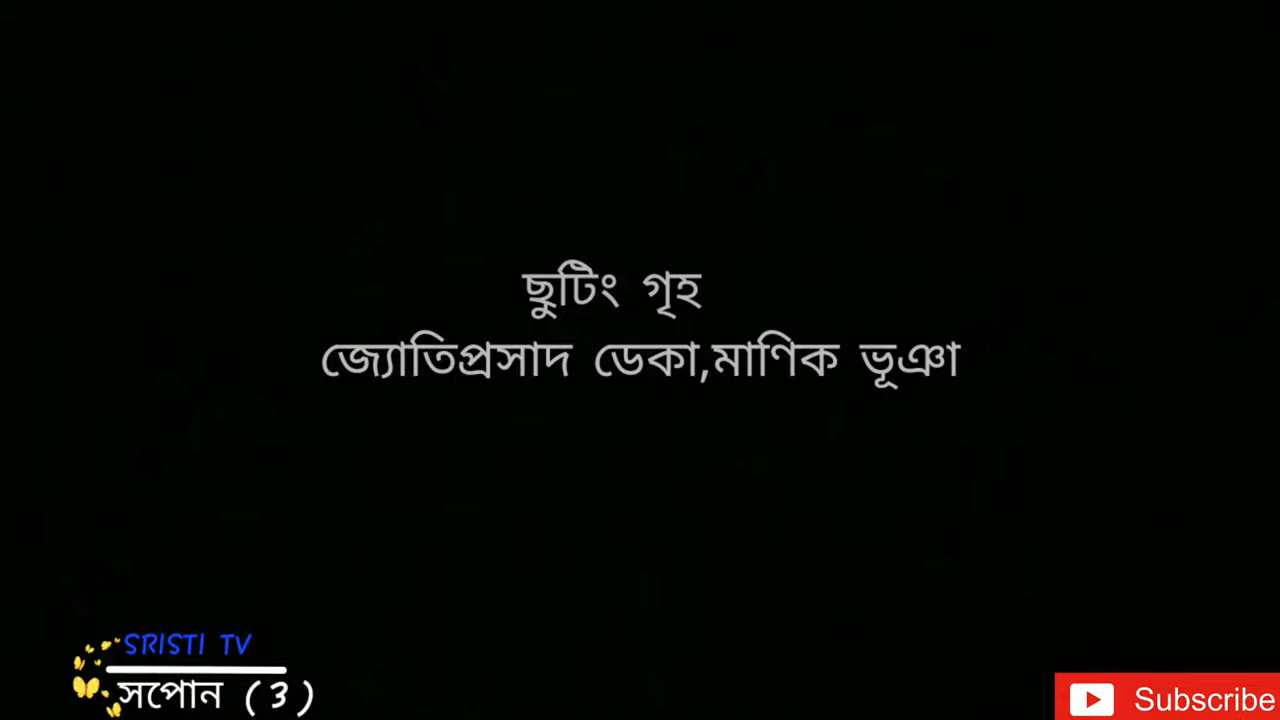 ছুটিং গৃহ
জ্যোতিপ্ৰসাদ ডেকা,মাণিক ভূঞা
SRISTI TV
সপোন (3)
Subscribe